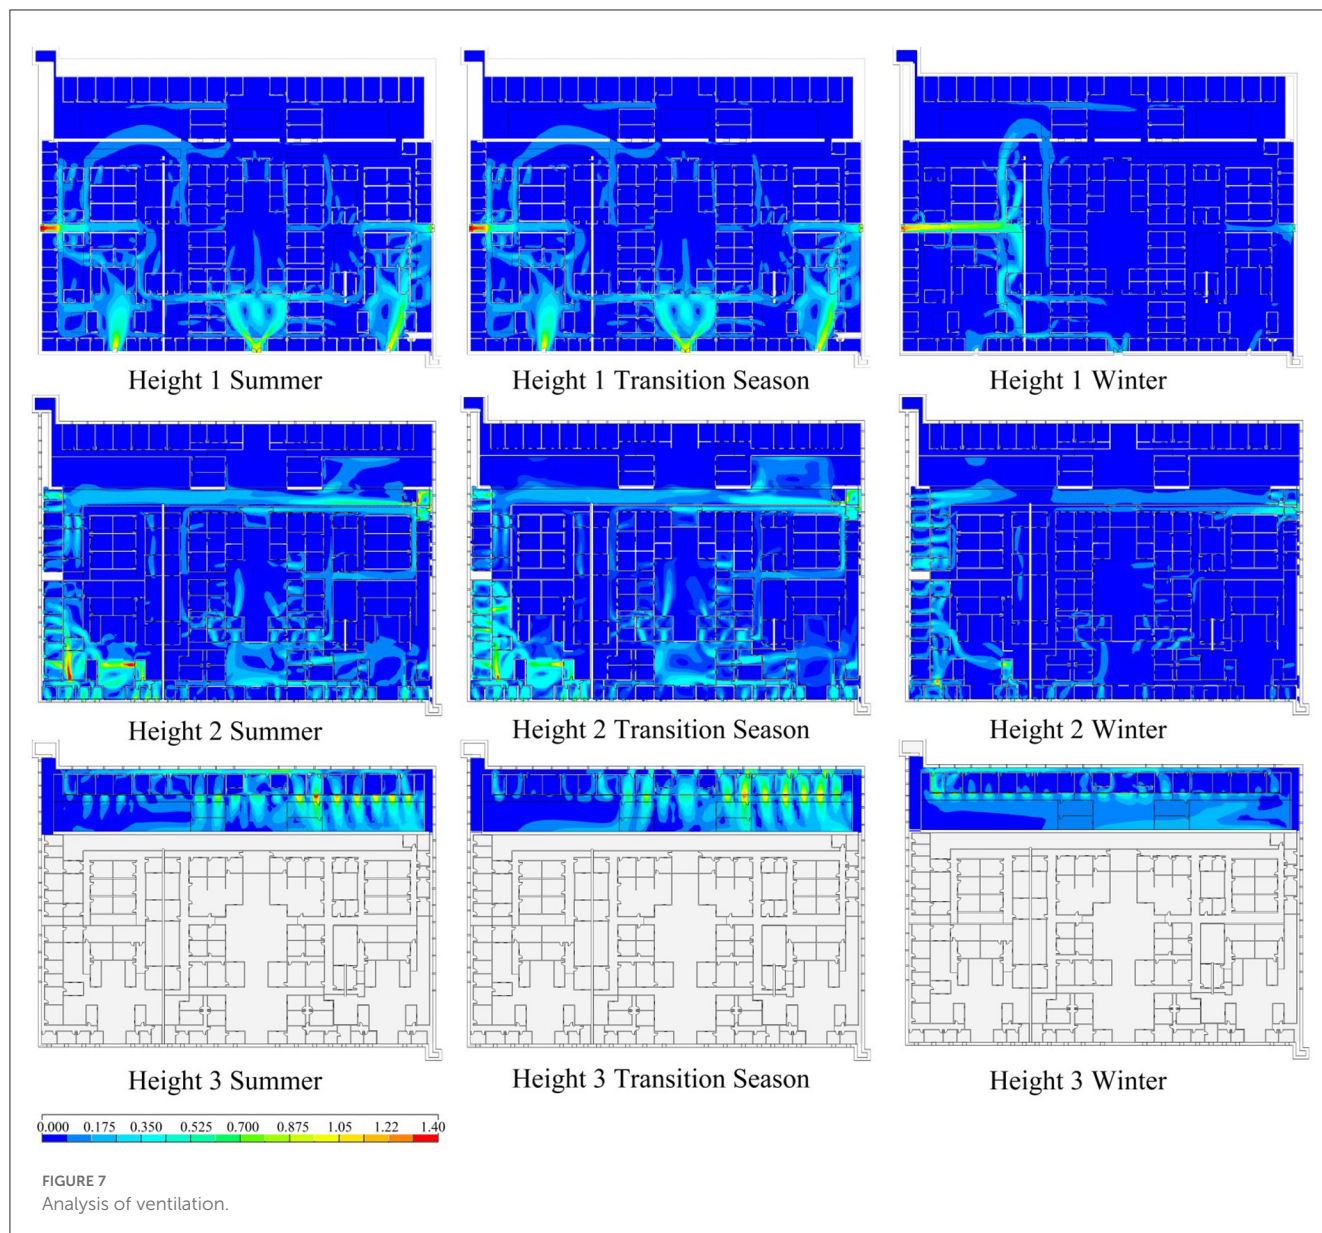 Height 1 Summer
Height 1 Transition Season
Height 1 Winter
Height 2 Summer
Height 2 Transition Season
Height 2 Winter
Height 3 Summer
Height 3 Transition Season
Height 3 Winter
0.000 0.175 0.350 0.525 0.700 0.875 1.05 1.22 1.40
FIGURE 7
Analysis of ventilation.